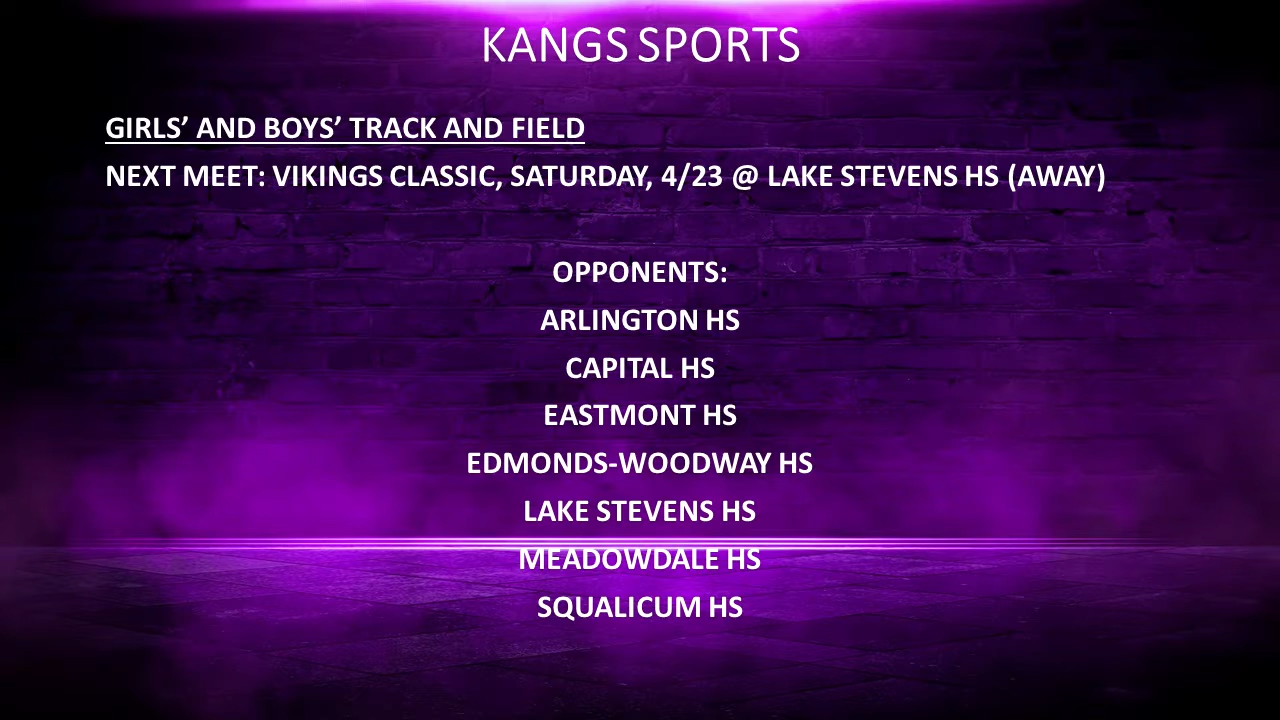 KANGS SPORTS
GIRLS’ AND BOYS’ TRACK AND FIELD
NEXT MEET: VIKINGS CLASSIC, SATURDAY, 4/23 @ LAKE STEVENS HS (AWAY)
OPPONENTS:
ARLINGTON HS
CAPITAL HS
EASTMONT HS
EDMONDS-WOODWAY HS
LAKE STEVENS HS
MEADOWDALE HS
SQUALICUM HS